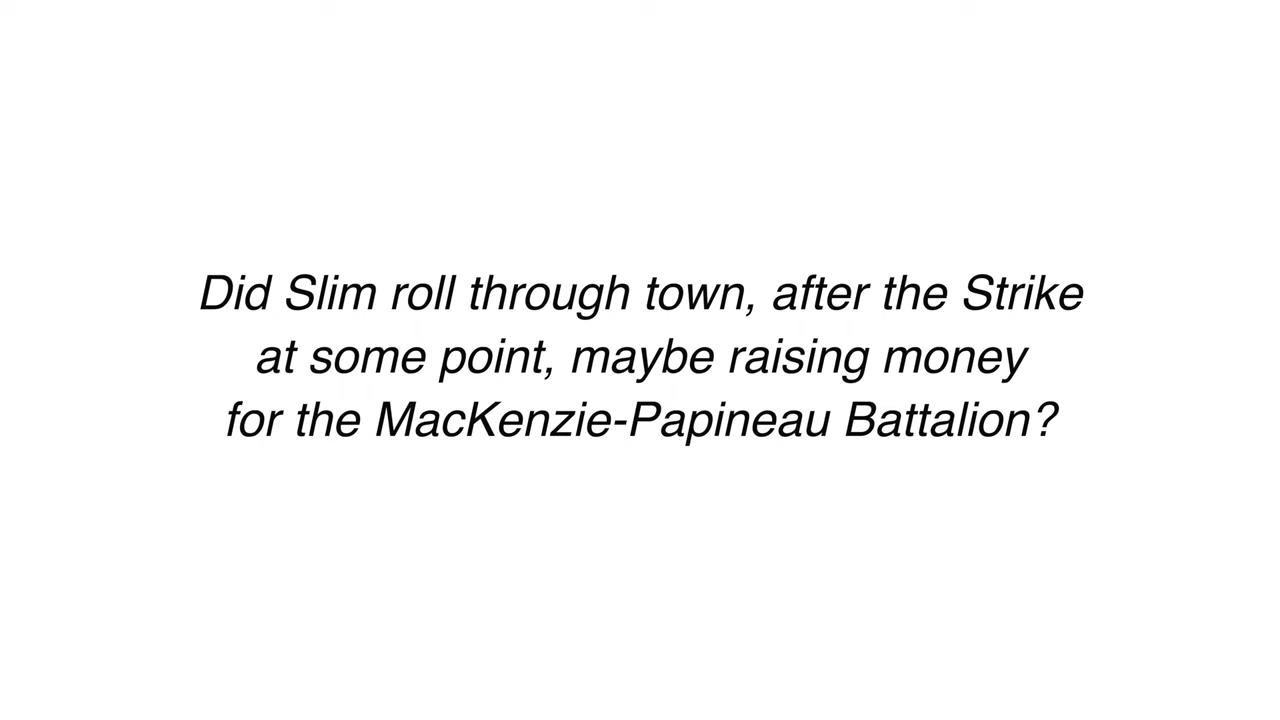 Did Slim roll through town, after the Strike
at some point, maybe raising money
for the MacKenzie-Papineau Battalion?